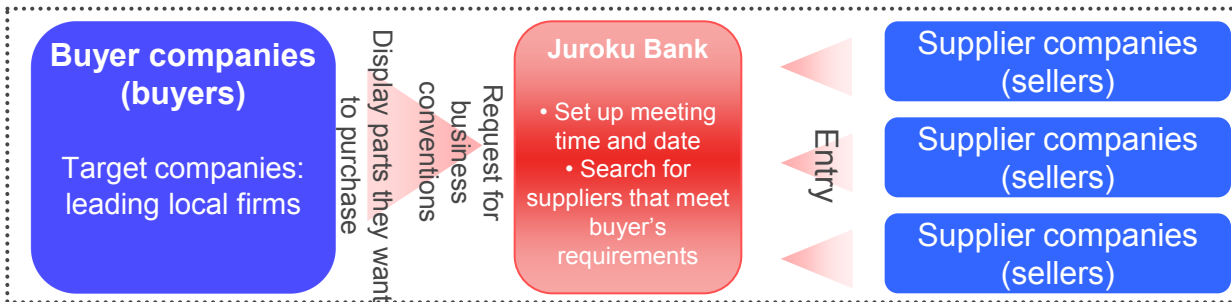 Buyer companies
(buyers)
Target companies:
leading local firms
Display parts they want
to purchase
Request for
business
conventions
Juroku Bank
• Set up meeting
time and date
• Search for
suppliers that meet
buyer’s
requirements
Entry
Supplier companies
(sellers)
Supplier companies
(sellers)
Supplier companies
(sellers)